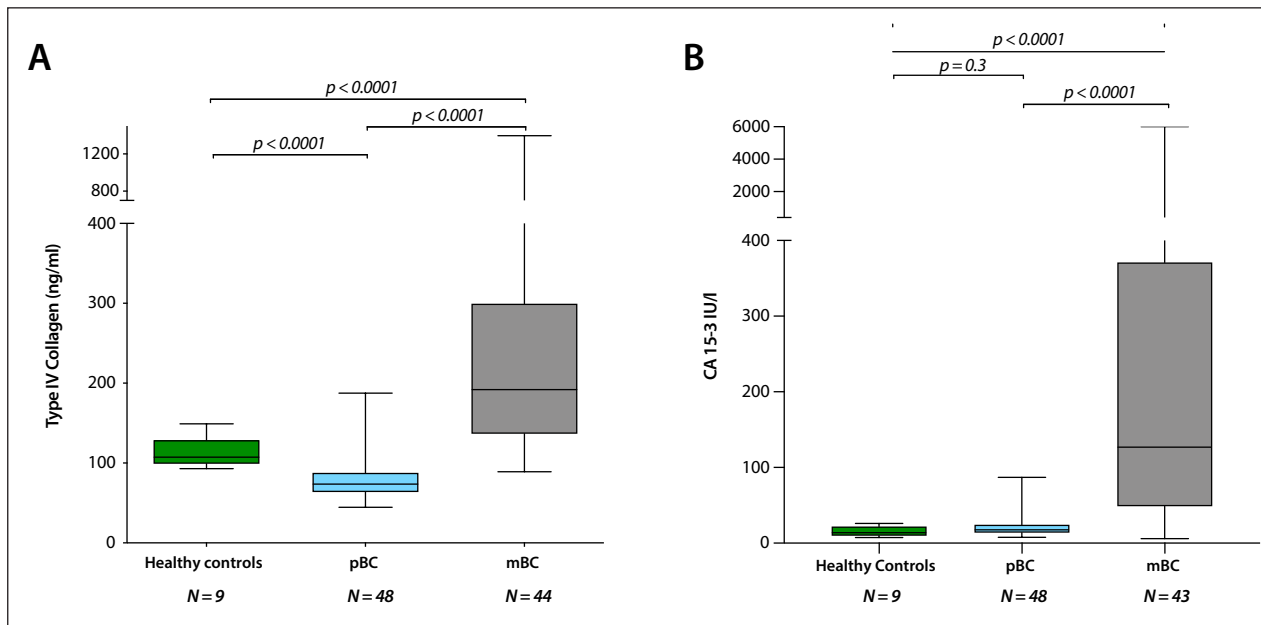 A
p < 0.0001
p < 0.0001
p < 0.0001
Type IV Collagen (ng/ml)
1200
800
400
300
200
100
0
Healthy controls pBC mBC
N = 9 N = 48 N = 44
B
p < 0.0001
p = 0.3
p < 0.0001
CA 15-3 IU/l
6000
4000
2000
400
300
200
100
0
Healthy Controls pBC mBC
N = 9 N = 48 N = 43